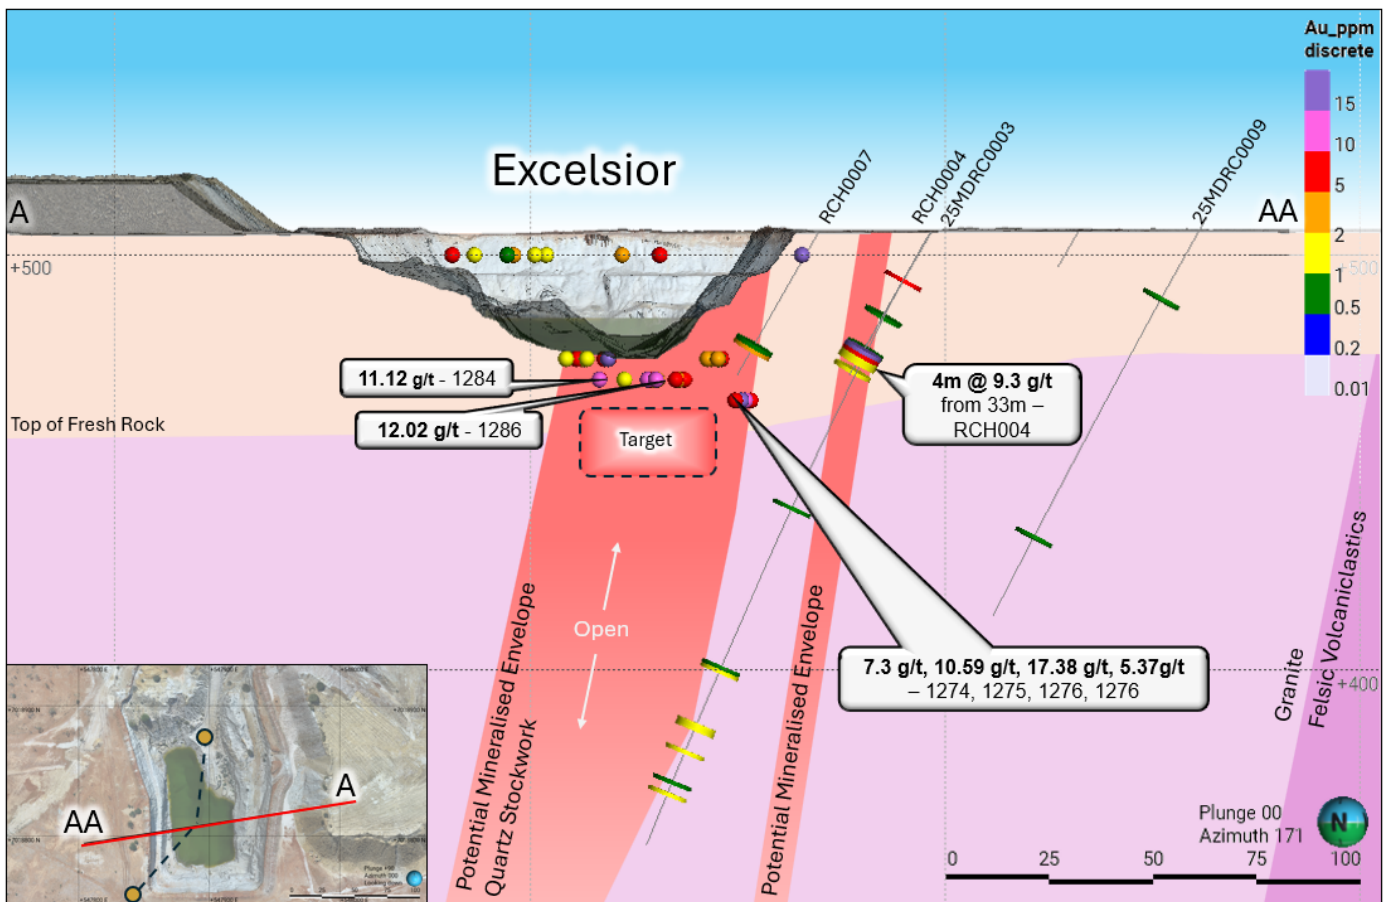 Au_ppm
discrete
15
10
5
2
1
0.5
0.2
0.01
Excelsior
A
AA
RCH0007
RCH0004
25MDRC0003
25MDRC0009
+500
+500
11.12 g/t - 1284
12.02 g/t - 1286
4m @ 9.3 g/t
from 33m –
RCH004
Top of Fresh Rock
Target
Open
7.3 g/t, 10.59 g/t, 17.38 g/t, 5.37g/t
– 1274, 1275, 1276, 1276
Potential Mineralised Envelope
Quartz Stockwork
Potential Mineralised Envelope
Granite
Felsic Volcaniclastics
+400
AA
A
Plunge 00
Azimuth 171
N
0 25 50 75 100